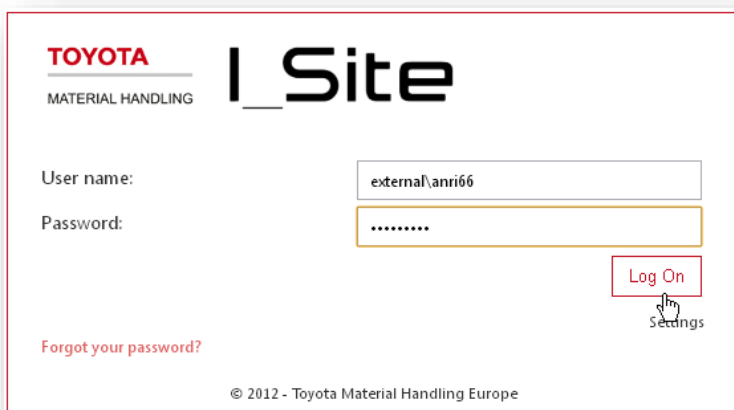 TOYOTA
MATERIAL HANDLING
I_Site
User name:
external\anri66
Password:
•••••••••
Log On
Settings
Forgot your password?
© 2012 - Toyota Material Handling Europe